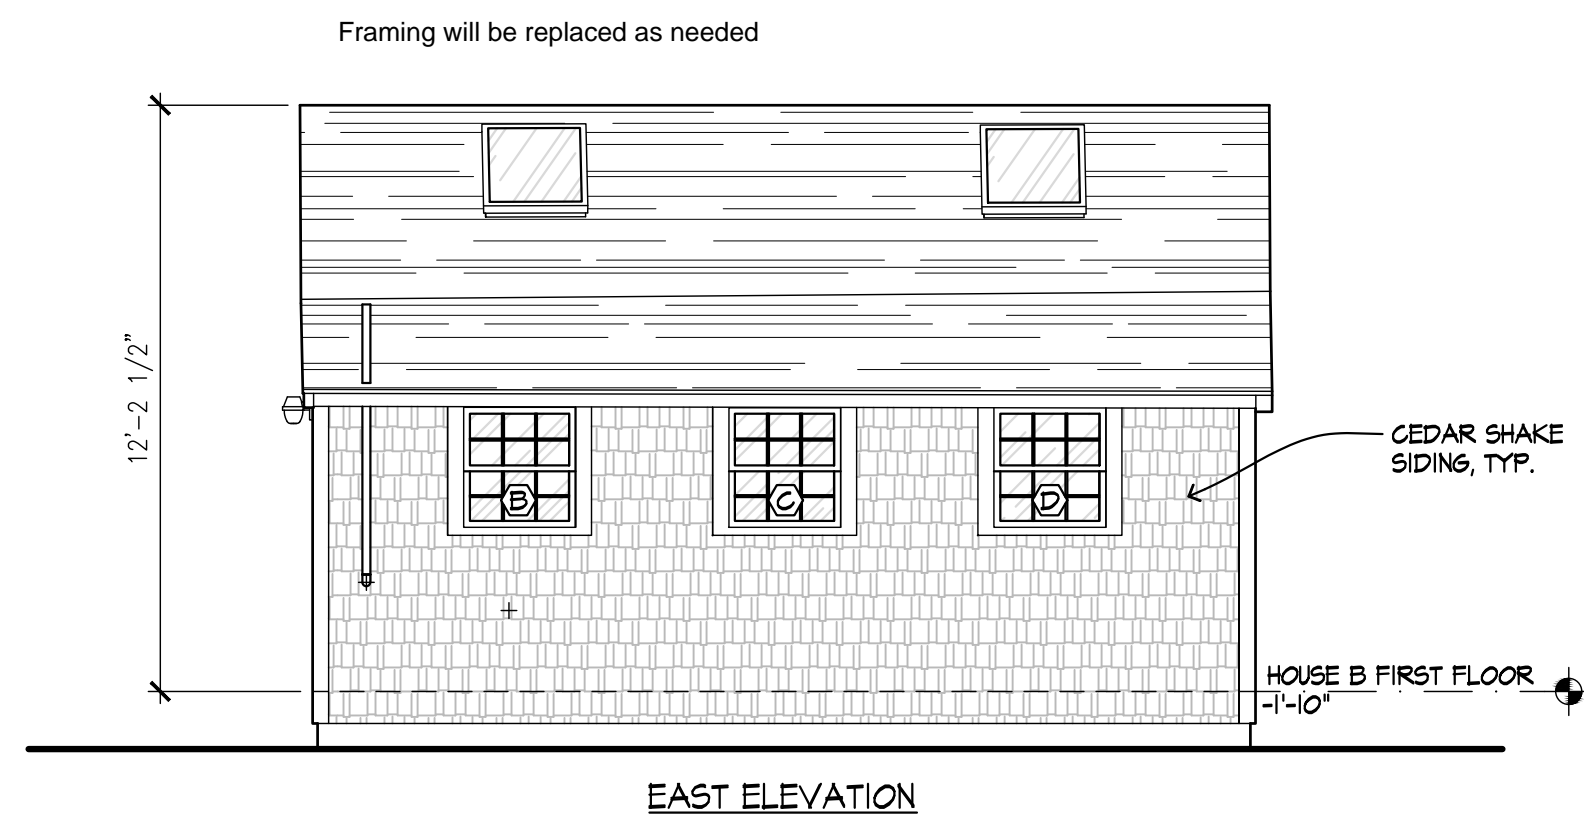 Framing will be replaced as needed
12'-2 1/2"
B
C
D
CEDAR SHAKE
SIDING, TYP.
HOUSE B FIRST FLOOR
-1'-10"
EAST ELEVATION